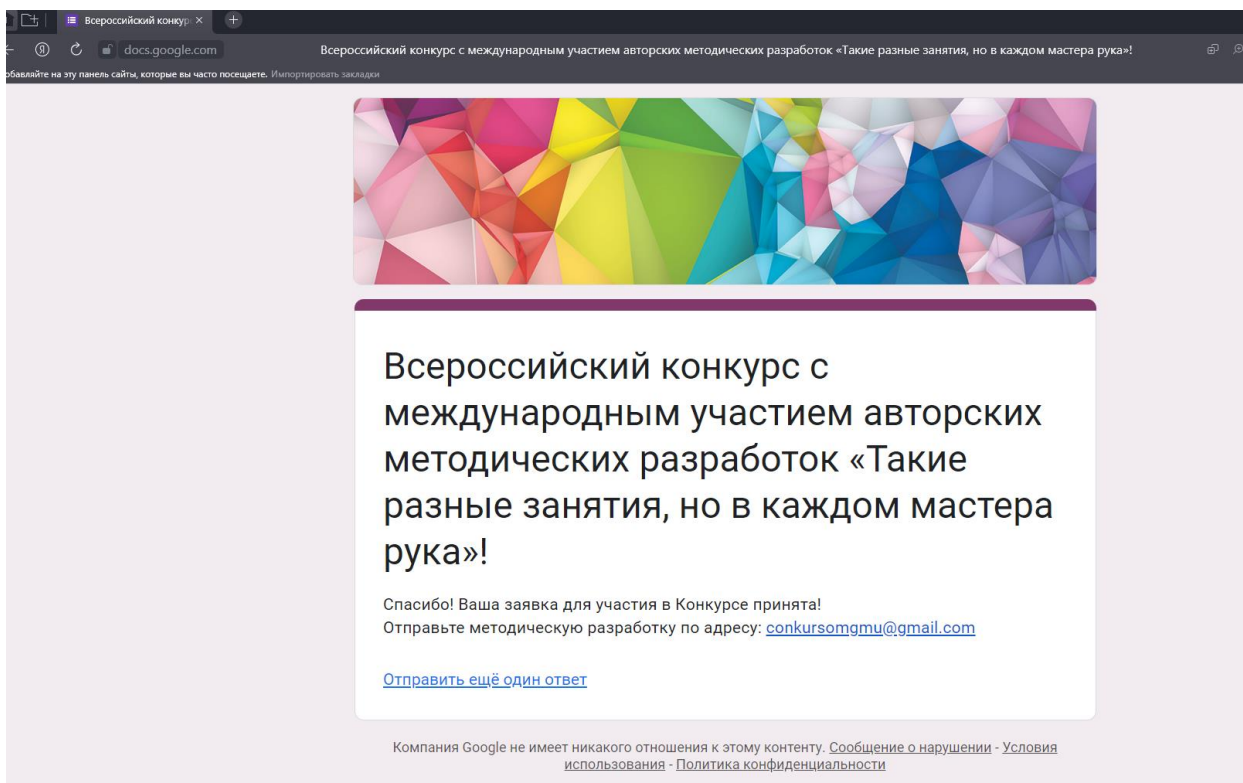 Всероссийский конкур
docs.google.com
Всероссийский конкурс с международным участием авторских методических разработок «Такие разные занятия, но в каждом мастера рука»!
обавляйте на эту панель сайты, которые вы часто посещаете. Импортировать закладки
Всероссийский конкурс с
международным участием авторских
методических разработок «Такие
разные занятия, но в каждом мастера
рука»!
Спасибо! Ваша заявка для участия в Конкурсе принята!
Отправьте методическую разработку по адресу: conkursomgmu@gmail.com
Отправить ещё один ответ
Компания Google не имеет никакого отношения к этому контенту. Сообщение о нарушении - Условия
использования - Политика конфиденциальности